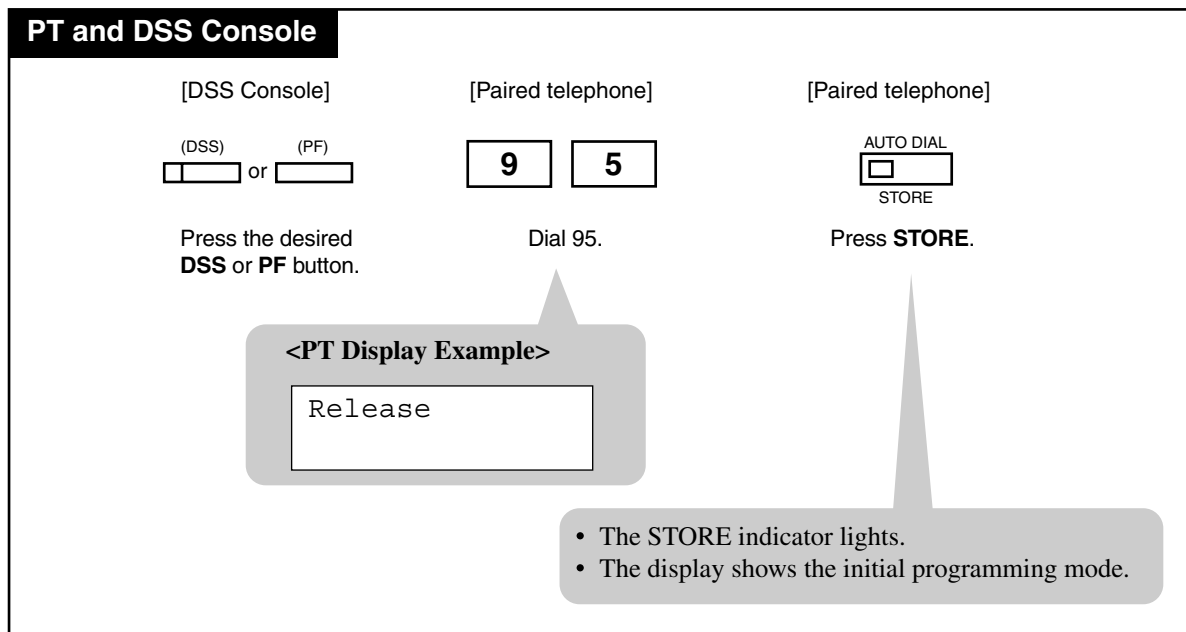 PT and DSS Console
[DSS Console]
(DSS) or (PF)
Press the desired
DSS or PF button.
[Paired telephone]
9 5
Dial 95.
<PT Display Example>
Release
[Paired telephone]
AUTO DIAL
STORE
Press STORE.
• The STORE indicator lights.
• The display shows the initial programming mode.